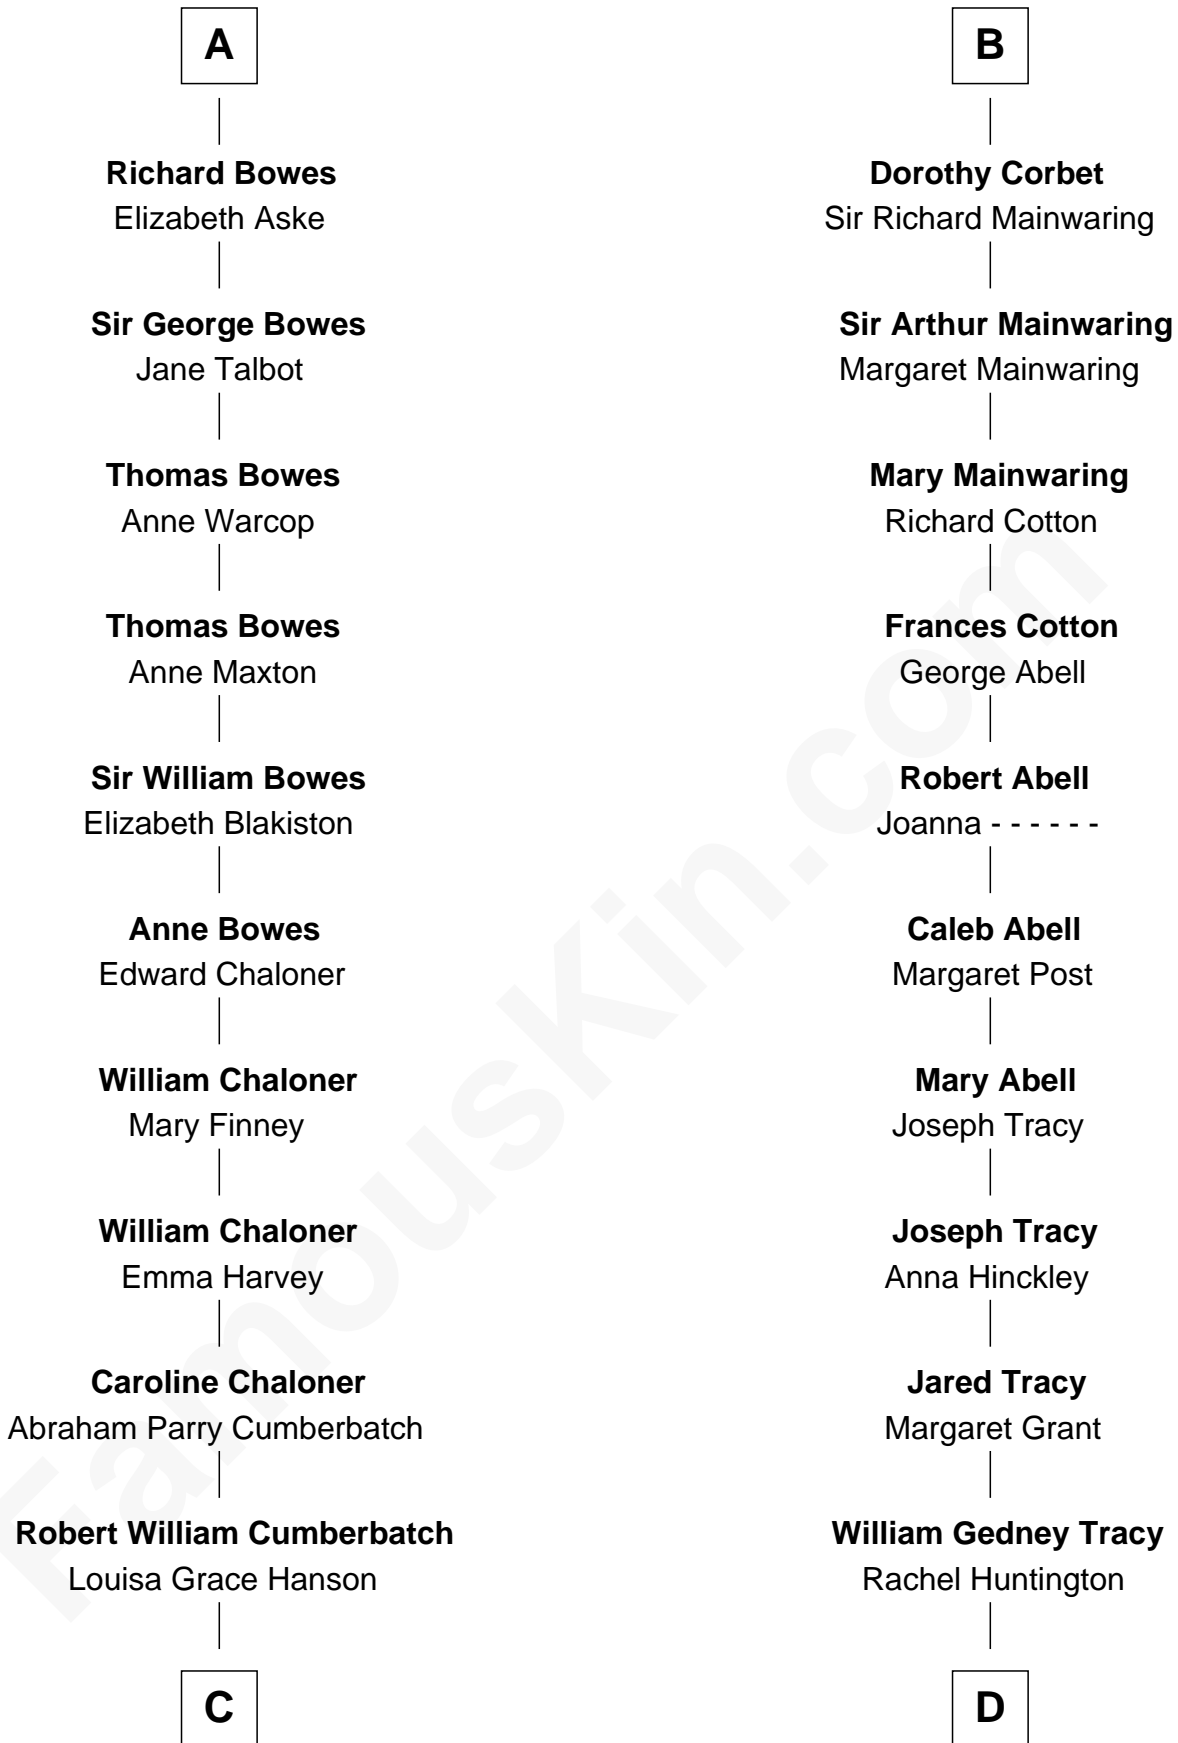 A
Richard Bowes
Elizabeth Aske
Sir George Bowes
Jane Talbot
Thomas Bowes
Anne Warcop
Thomas Bowes
Anne Maxton
Sir William Bowes
Elizabeth Blakiston
Anne Bowes
Edward Chaloner
William Chaloner
Mary Finney
William Chaloner
Emma Harvey
Caroline Chaloner
Abraham Parry Cumberbatch
Robert William Cumberbatch
Louisa Grace Hanson
C
B
Dorothy Corbet
Sir Richard Mainwaring
Sir Arthur Mainwaring
Margaret Mainwaring
Mary Mainwaring
Richard Cotton
Frances Cotton
George Abell
Robert Abell
Joanna - - - - - -
Caleb Abell
Margaret Post
Mary Abell
Joseph Tracy
Joseph Tracy
Anna Hinckley
Jared Tracy
Margaret Grant
William Gedney Tracy
Rachel Huntington
D
FamousKin.com